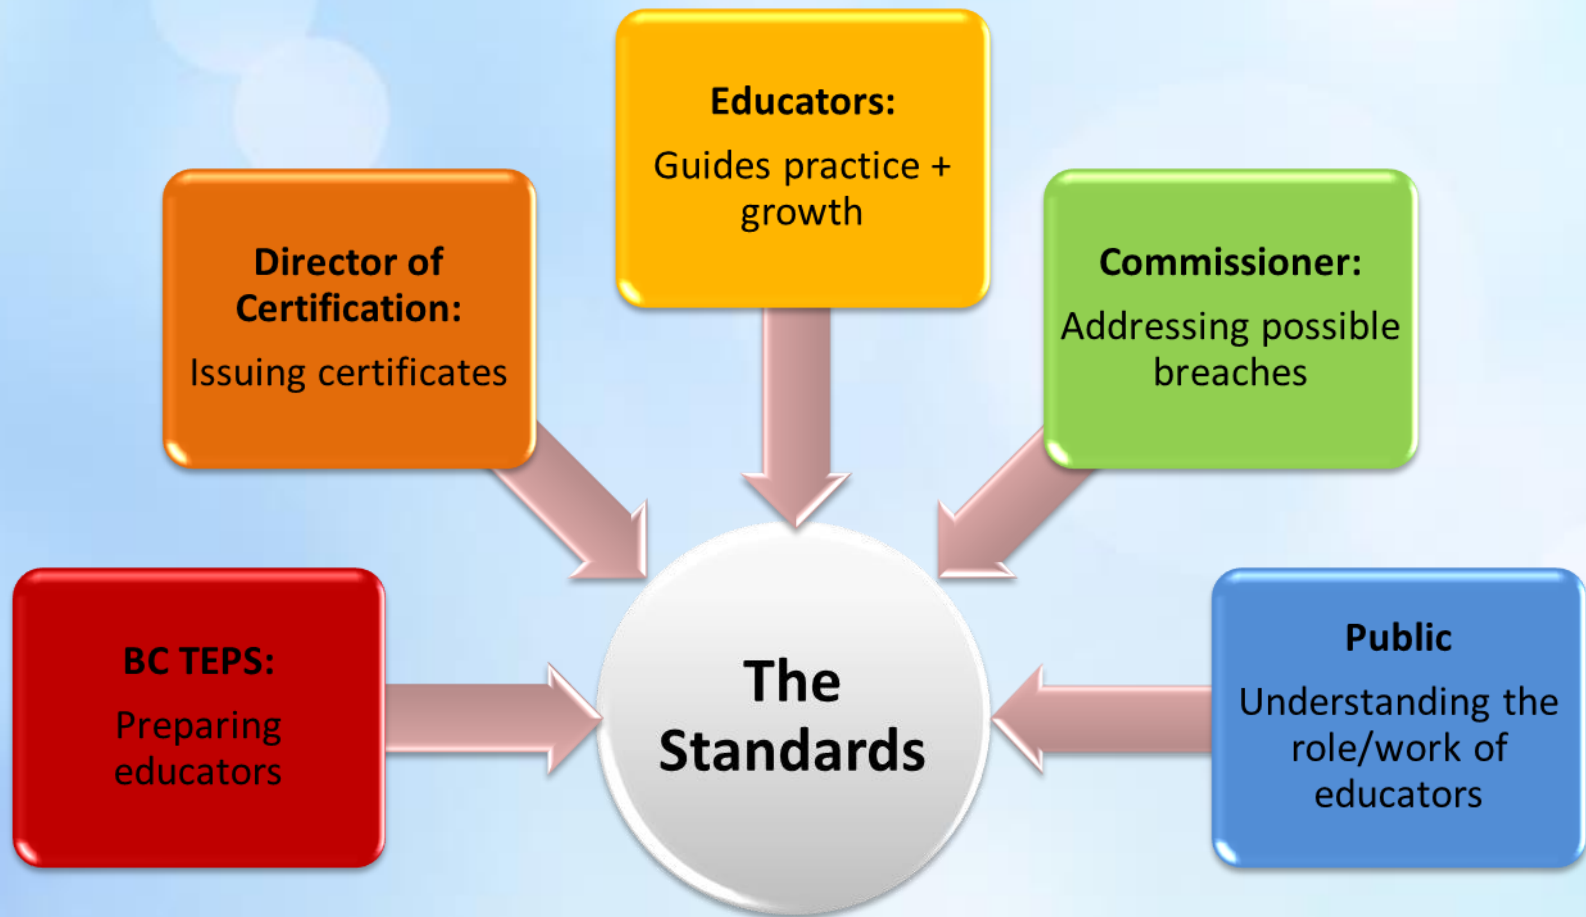 Educators:
Guides practice +
growth
Director of
Certification:
Issuing certificates
Commissioner:
Addressing possible
breaches
BC TEPS:
Preparing
educators
The
Standards
Public
Understanding the
role/work of
educators